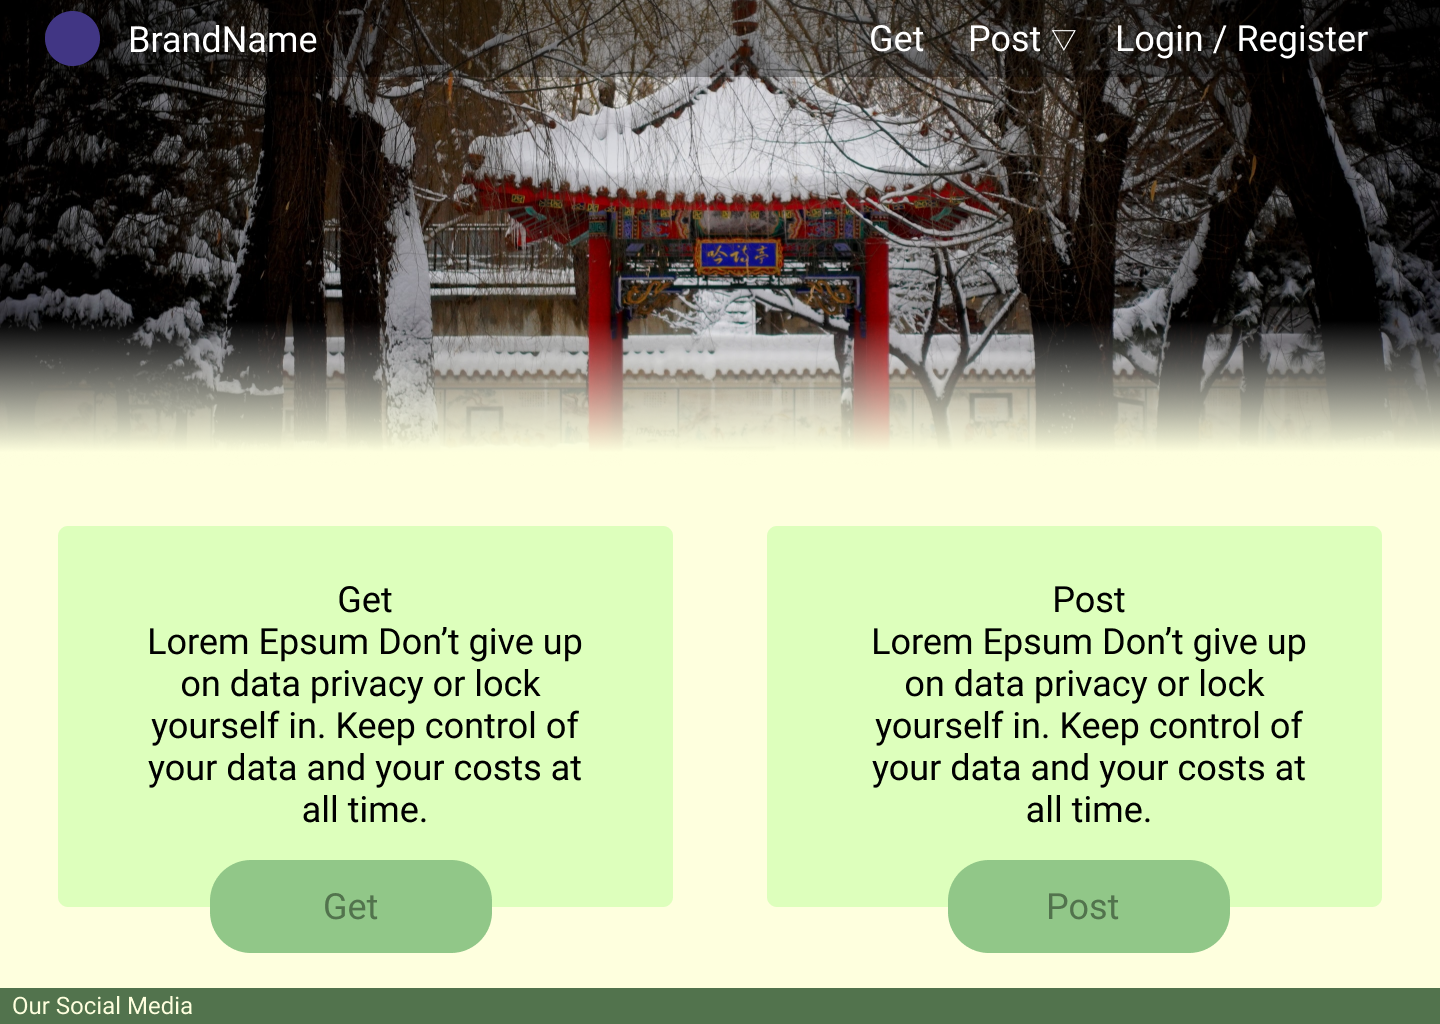 BrandName
Get Post ▽ Login / Register
吟诗亭
Get
Lorem Epsum Don’t give up
on data privacy or lock
yourself in. Keep control of
your data and your costs at
all time.
Get
Post
Lorem Epsum Don’t give up
on data privacy or lock
yourself in. Keep control of
your data and your costs at
all time.
Post
Our Social Media